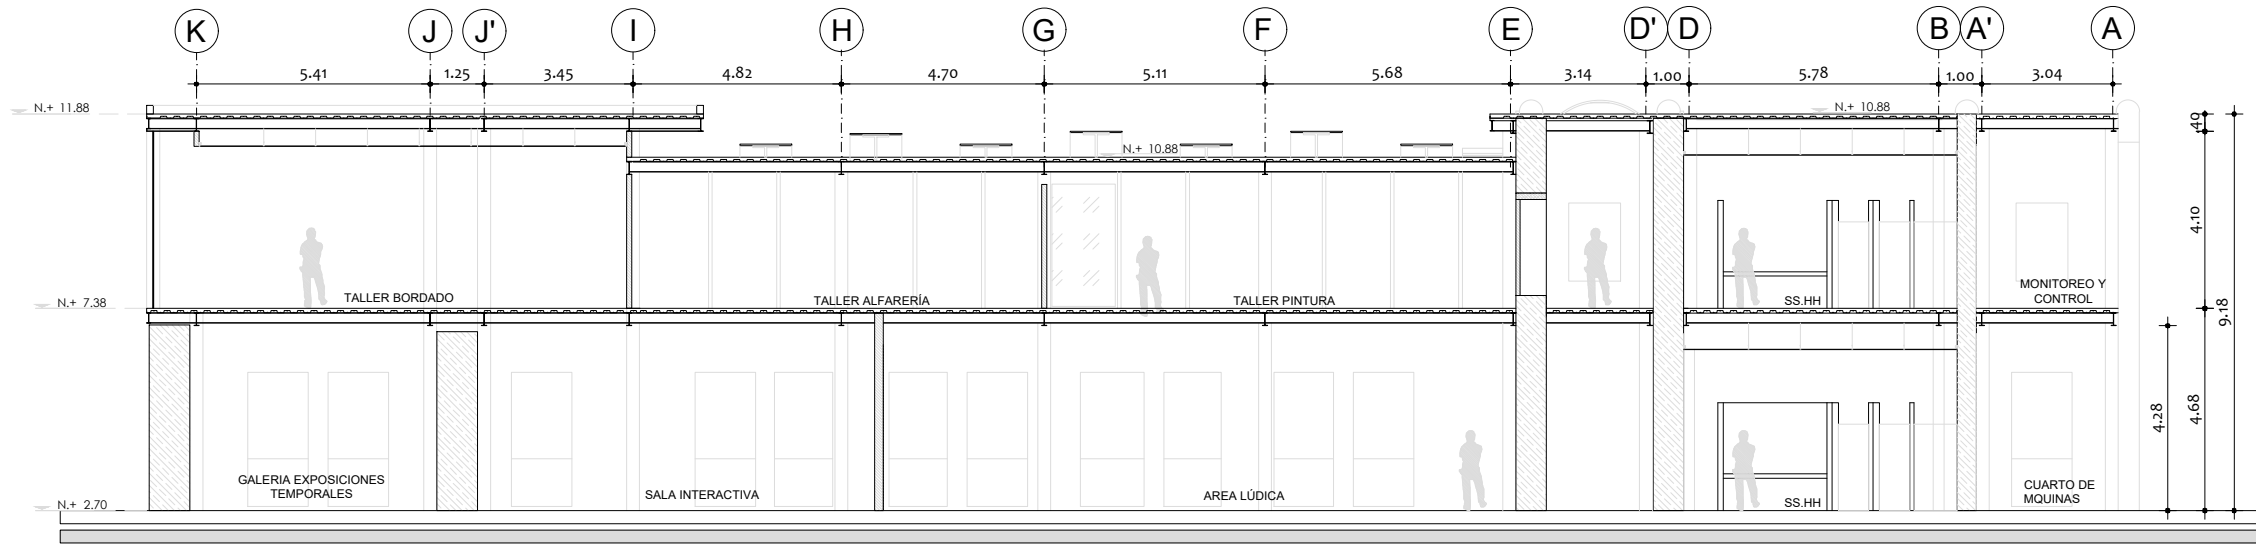 K J J' I H G F E D' D B A' A
5.41 1.25 3.45 4.82 4.70 5.11 5.68 3.14 1.00 5.78 1.00 3.04
N.+ 11.88
N.+ 10.88
N.+ 10.88
40
4.10
9.18
N.+ 7.38
TALLER BORDADO
TALLER ALFARERÍA
TALLER PINTURA
SS.HH
MONITOREO Y
CONTROL
4.28
4.68
GALERIA EXPOSICIONES
TEMPORALES
SALA INTERACTIVA
AREA LÚDICA
SS.HH
CUARTO DE
MQUINAS
N.+ 2.70